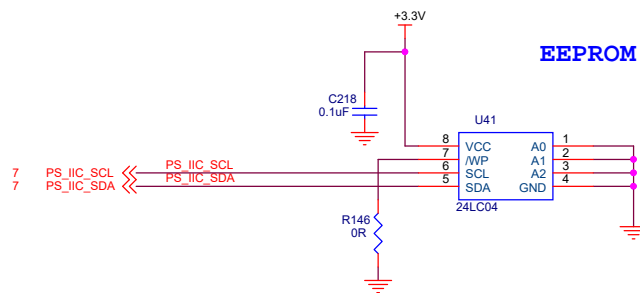 +3.3V
EEPROM
C218
0.1uF
U41
8 VCC A0 1
7 /WP A1 2
6 SCL A2 3
5 SDA GND 4
24LC04
7 PS_IIC_SCL PS_IIC_SCL
7 PS_IIC_SDA PS_IIC_SDA
R146
0R